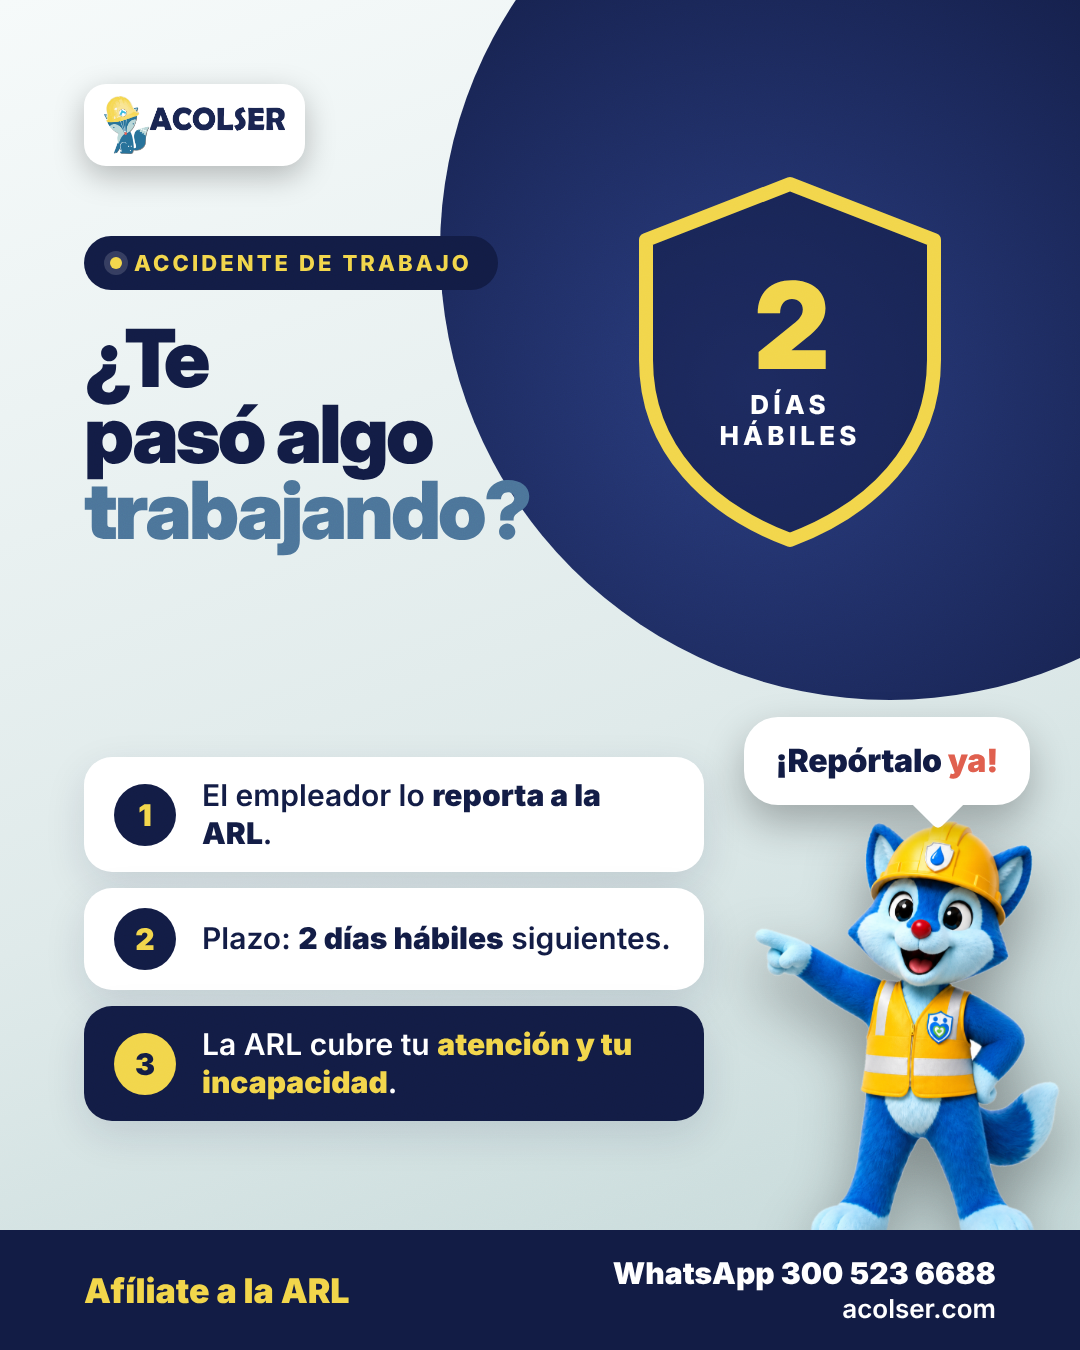 ACOLSER
ACCIDENTE DE TRABAJO
¿Te
pasó algo
trabajando?
2
DÍAS
HÁBILES
¡Repórtalo ya!
1
El empleador lo reporta a la
ARL.
2
Plazo: 2 días hábiles siguientes.
3
La ARL cubre tu atención y tu
incapacidad.
Afíliate a la ARL
WhatsApp 300 523 6688
acolser.com